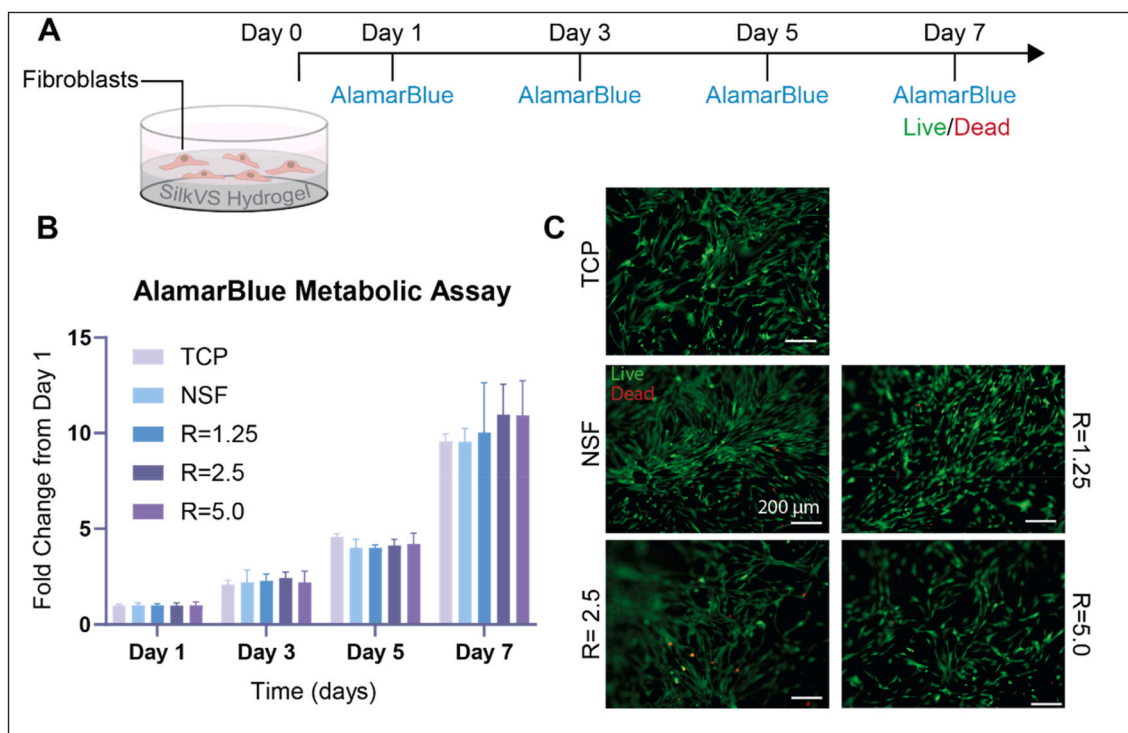 A
Day 0
Day 1
Day 3
Day 5
Day 7
Fibroblasts
AlamarBlue
AlamarBlue
AlamarBlue
AlamarBlue
Live/Dead
SilkVS Hydrogel
B
AlamarBlue Metabolic Assay
Fold Change from Day 1
15
10
5
0
TCP
NSF
R=1.25
R=2.5
R=5.0
Day 1
Day 3
Day 5
Day 7
Time (days)
C
TCP
NSF
Live
Dead
200 μm
R=1.25
R= 2.5
R=5.0